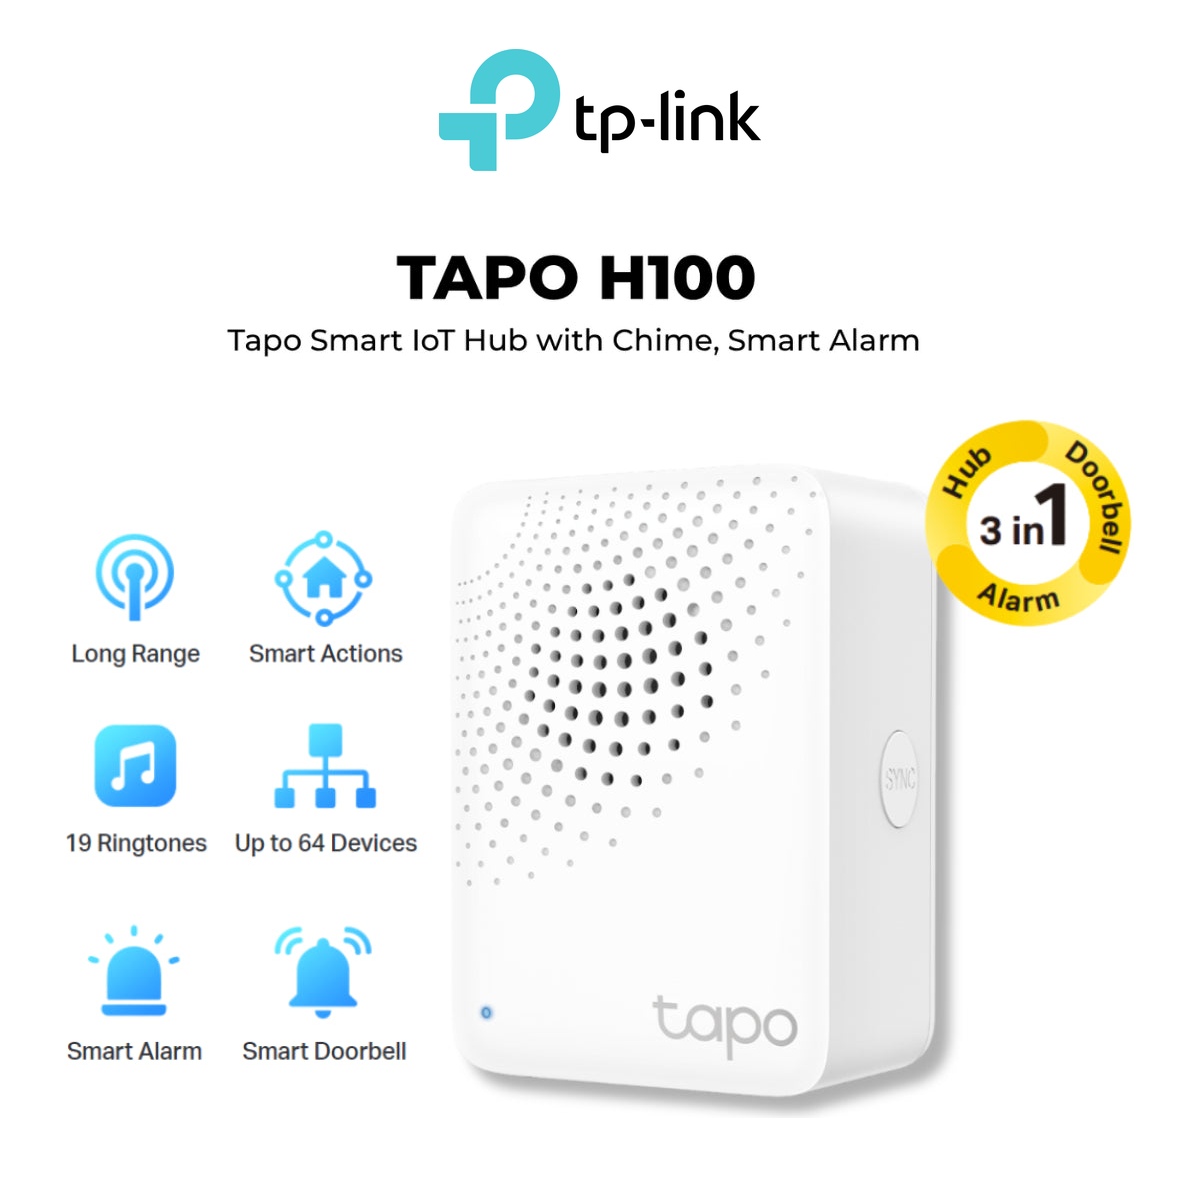 tp-link
TAPO H100
Tapo Smart IoT Hub with Chime, Smart Alarm
Hub
Doorbell
Alarm
3 in 1
Long Range
Smart Actions
19 Ringtones
Up to 64 Devices
Smart Alarm
Smart Doorbell
SYNC
tapo